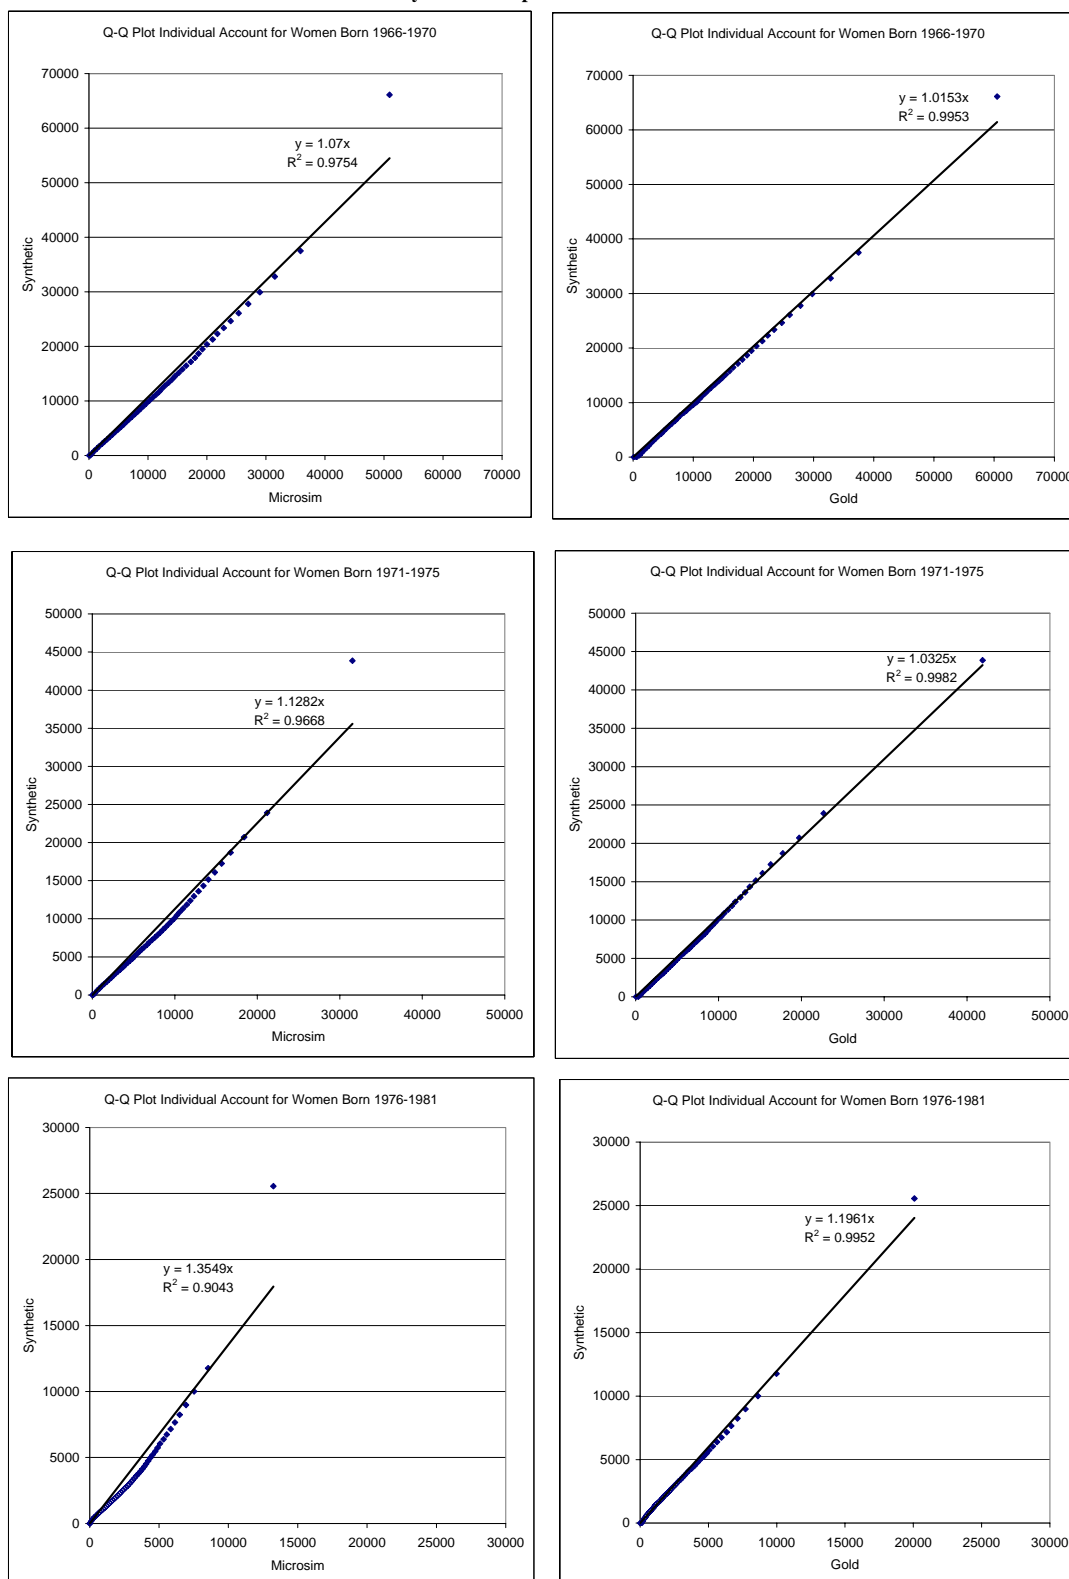 Q-Q Plot Individual Account for Women Born 1966-1970
70000
60000
50000
40000
30000
20000
10000
0
Synthetic
y = 1.07x
R² = 0.9754
0 10000 20000 30000 40000 50000 60000 70000
Microsim
Q-Q Plot Individual Account for Women Born 1966-1970
70000
60000
50000
40000
30000
20000
10000
0
Synthetic
y = 1.0153x
R² = 0.9953
0 10000 20000 30000 40000 50000 60000 70000
Gold
Q-Q Plot Individual Account for Women Born 1971-1975
50000
45000
40000
35000
30000
25000
20000
15000
10000
5000
0
Synthetic
y = 1.1282x
R² = 0.9668
0 10000 20000 30000 40000 50000
Microsim
Q-Q Plot Individual Account for Women Born 1971-1975
50000
45000
40000
35000
30000
25000
20000
15000
10000
5000
0
Synthetic
y = 1.0325x
R² = 0.9982
0 10000 20000 30000 40000 50000
Gold
Q-Q Plot Individual Account for Women Born 1976-1981
30000
25000
20000
15000
10000
5000
0
Synthetic
y = 1.3549x
R² = 0.9043
0 5000 10000 15000 20000 25000 30000
Microsim
Q-Q Plot Individual Account for Women Born 1976-1981
30000
25000
20000
15000
10000
5000
0
Synthetic
y = 1.1961x
R² = 0.9952
0 5000 10000 15000 20000 25000 30000
Gold